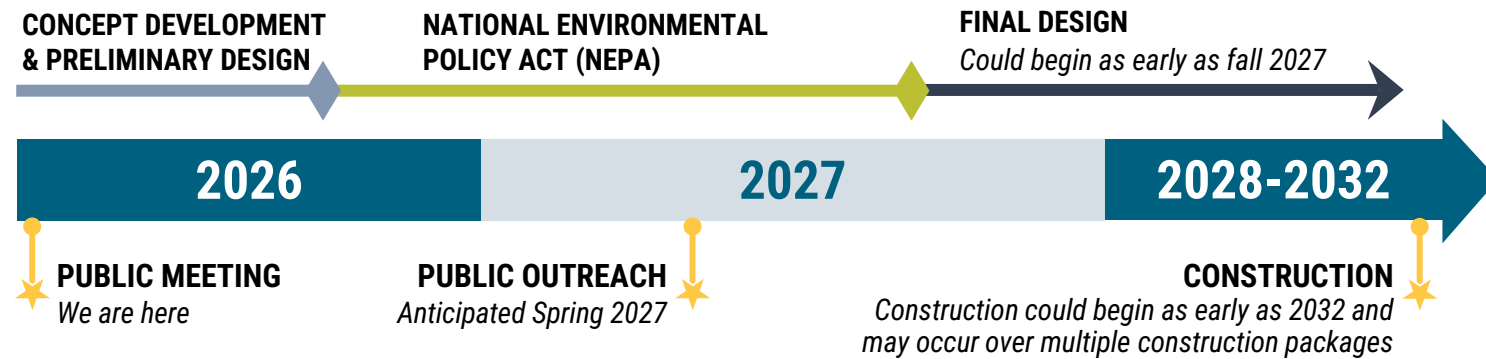 CONCEPT DEVELOPMENT
& PRELIMINARY DESIGN
NATIONAL ENVIRONMENTAL
POLICY ACT (NEPA)
FINAL DESIGN
Could begin as early as fall 2027
2026
2027
2028-2032
PUBLIC MEETING
We are here
PUBLIC OUTREACH
Anticipated Spring 2027
CONSTRUCTION
Construction could begin as early as 2032 and
may occur over multiple construction packages